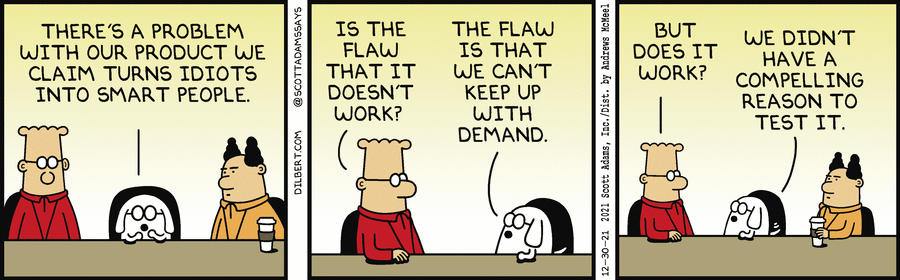 THERE'S A PROBLEM
WITH OUR PRODUCT WE
CLAIM TURNS IDIOTS
INTO SMART PEOPLE.
DILBERT.COM @SCOTTADAMSSAYS
IS THE
FLAW
THAT IT
DOESN'T
WORK?
THE FLAW
IS THAT
WE CAN'T
KEEP UP
WITH
DEMAND.
12-30-21 2021 Scott Adams, Inc./Dist. by Andrews McMeel
BUT
DOES IT
WORK?
WE DIDN'T
HAVE A
COMPELLING
REASON TO
TEST IT.